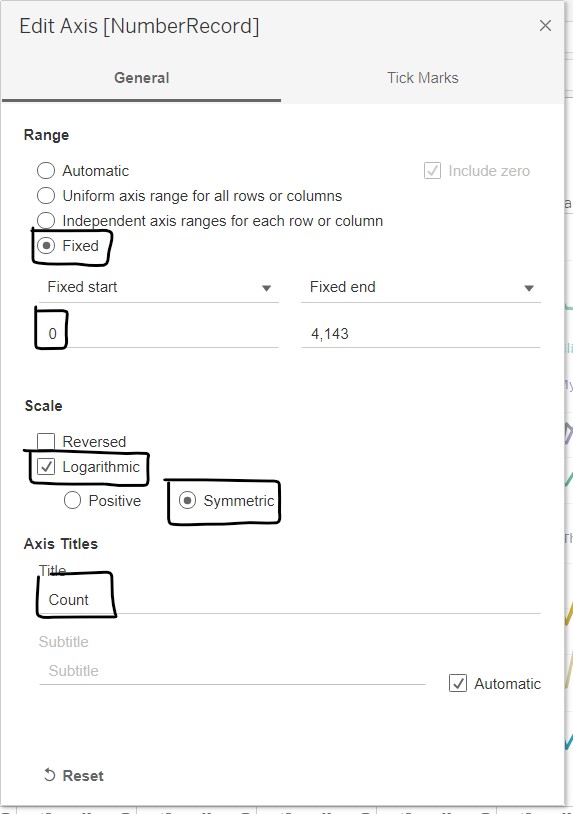 Edit Axis [NumberRecord]
General
Tick Marks
Range
Automatic
Include zero
Uniform axis range for all rows or columns
Independent axis ranges for each row or column
Fixed
Fixed start
Fixed end
0
4,143
Scale
Reversed
Logarithmic
Positive
Symmetric
Axis Titles
Title
Count
Subtitle
Subtitle
Automatic
Reset